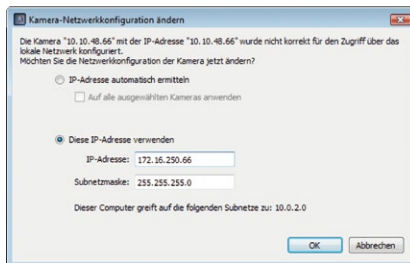 Kamera-Netzwerkkonfiguration ändern
Die Kamera "10.10.48.66" mit der IP-Adresse "10.10.48.66" wurde nicht korrekt für den Zugriff über das
lokale Netzwerk konfiguriert.
Möchten Sie die Netzwerkkonfiguration der Kamera jetzt ändern?
IP-Adresse automatisch ermitteln
Auf alle ausgewählten Kameras anwenden
Diese IP-Adresse verwenden
IP-Adresse: 172.16.250.66
Subnetzmaske: 255.255.255.0
Dieser Computer greift auf die folgenden Subnetze zu: 10.0.2.0
OK Abbrechen